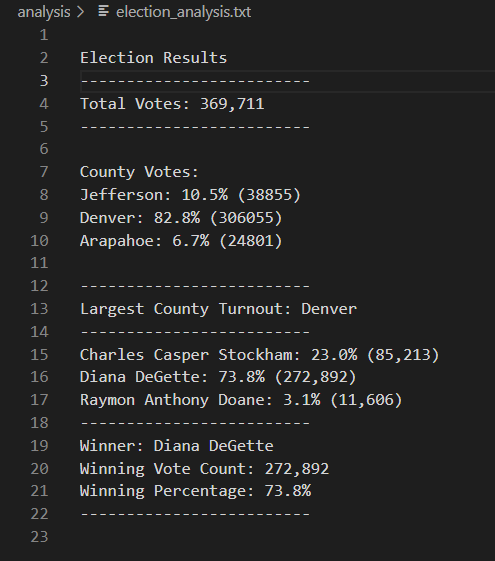 analysis > election_analysis.txt
1
2 Election Results
3 -------------------------
4 Total Votes: 369,711
5 -------------------------
6
7 County Votes:
8 Jefferson: 10.5% (38855)
9 Denver: 82.8% (306055)
10 Arapahoe: 6.7% (24801)
11
12 -------------------------
13 Largest County Turnout: Denver
14 -------------------------
15 Charles Casper Stockham: 23.0% (85,213)
16 Diana DeGette: 73.8% (272,892)
17 Raymon Anthony Doane: 3.1% (11,606)
18 -------------------------
19 Winner: Diana DeGette
20 Winning Vote Count: 272,892
21 Winning Percentage: 73.8%
22 -------------------------
23